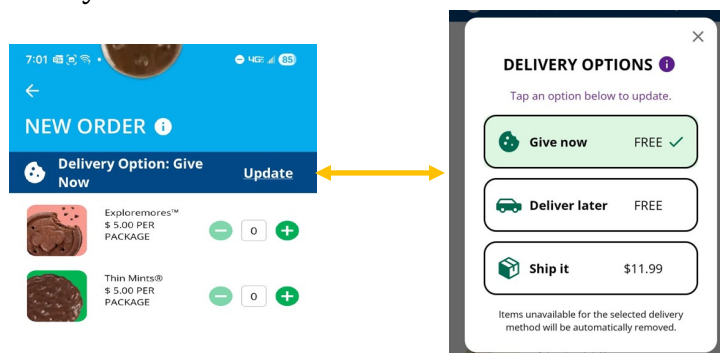 7:01
4G 85
NEW ORDER
Delivery Option: Give
Now
Update
Exploremores™
$ 5.00 PER
PACKAGE
0
Thin Mints®
$ 5.00 PER
PACKAGE
0
DELIVERY OPTIONS
Tap an option below to update.
Give now FREE
Deliver later FREE
Ship it $11.99
Items unavailable for the selected delivery
method will be automatically removed.